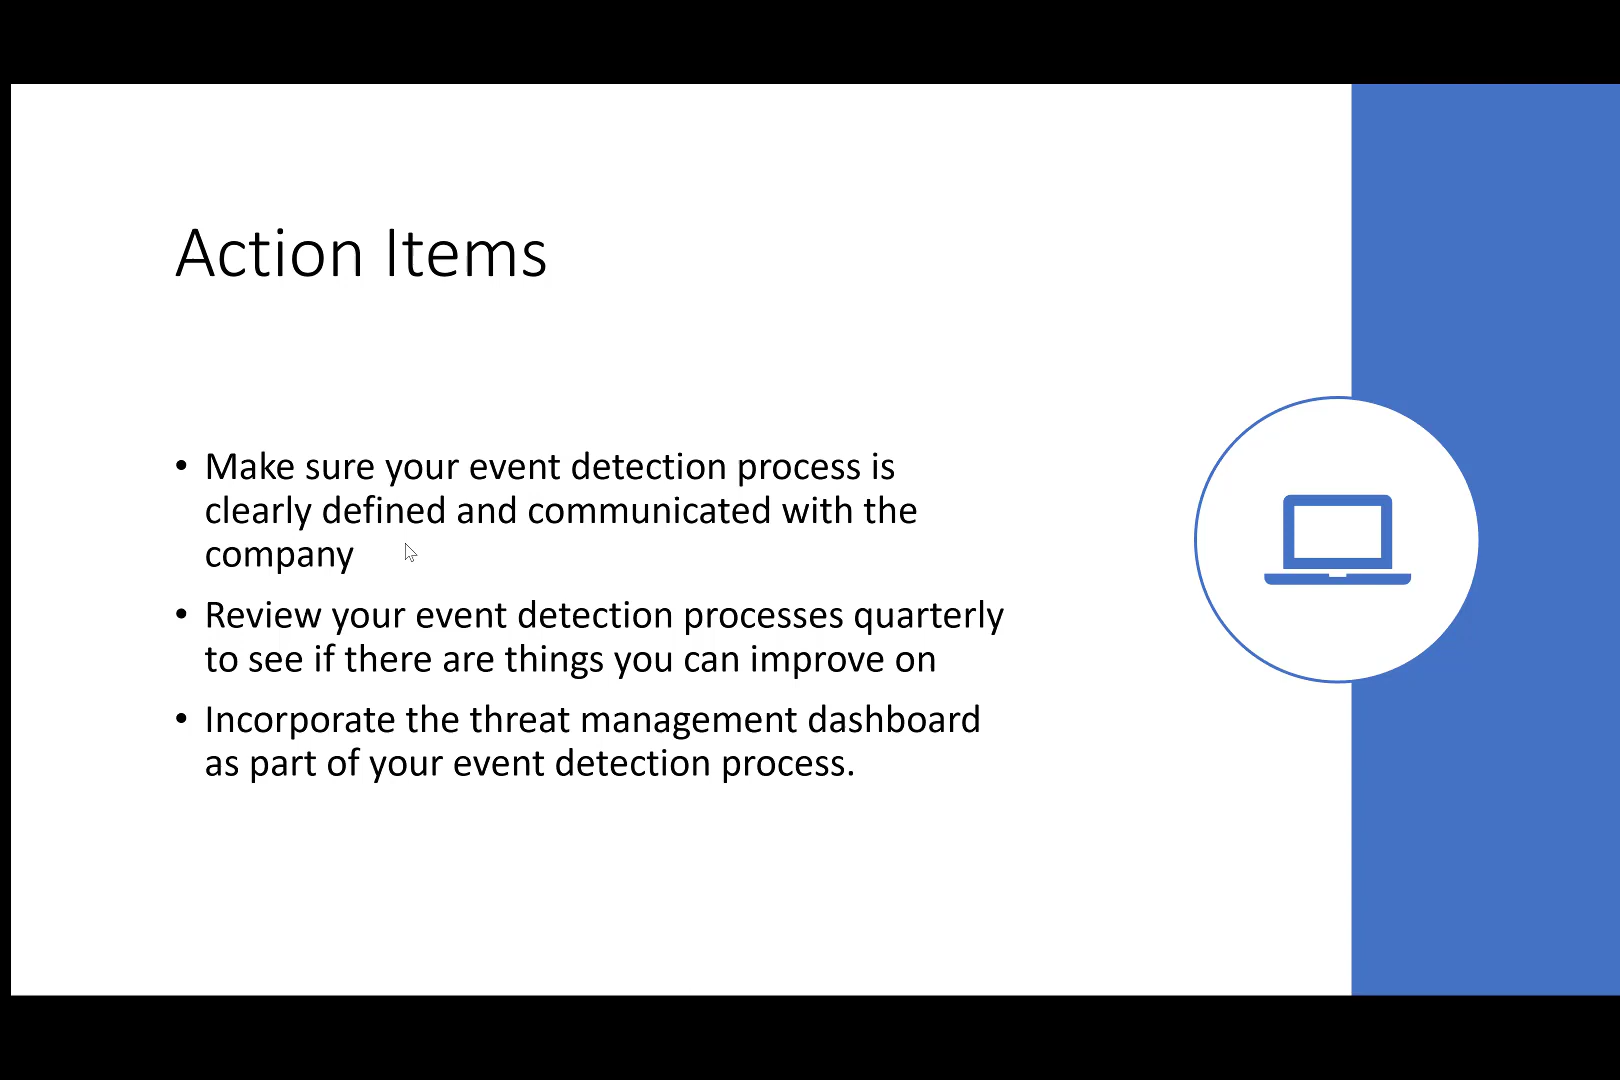 Action Items
• Make sure your event detection process is
clearly defined and communicated with the
company
• Review your event detection processes quarterly
to see if there are things you can improve on
• Incorporate the threat management dashboard
as part of your event detection process.